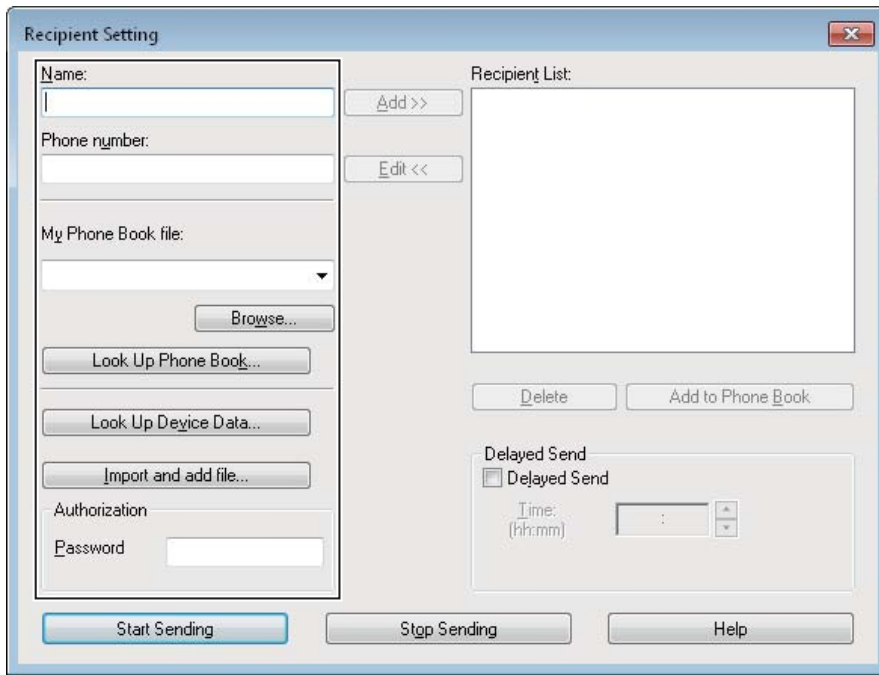 Recipient Setting
Name:
Add >>
Phone number:
Edit <<
My Phone Book file:
Browse...
Look Up Phone Book...
Look Up Device Data...
Import and add file...
Authorization
Password
Recipient List:
Delete
Add to Phone Book
Delayed Send
Delayed Send
Time:
(hh:mm)
:
Start Sending
Stop Sending
Help